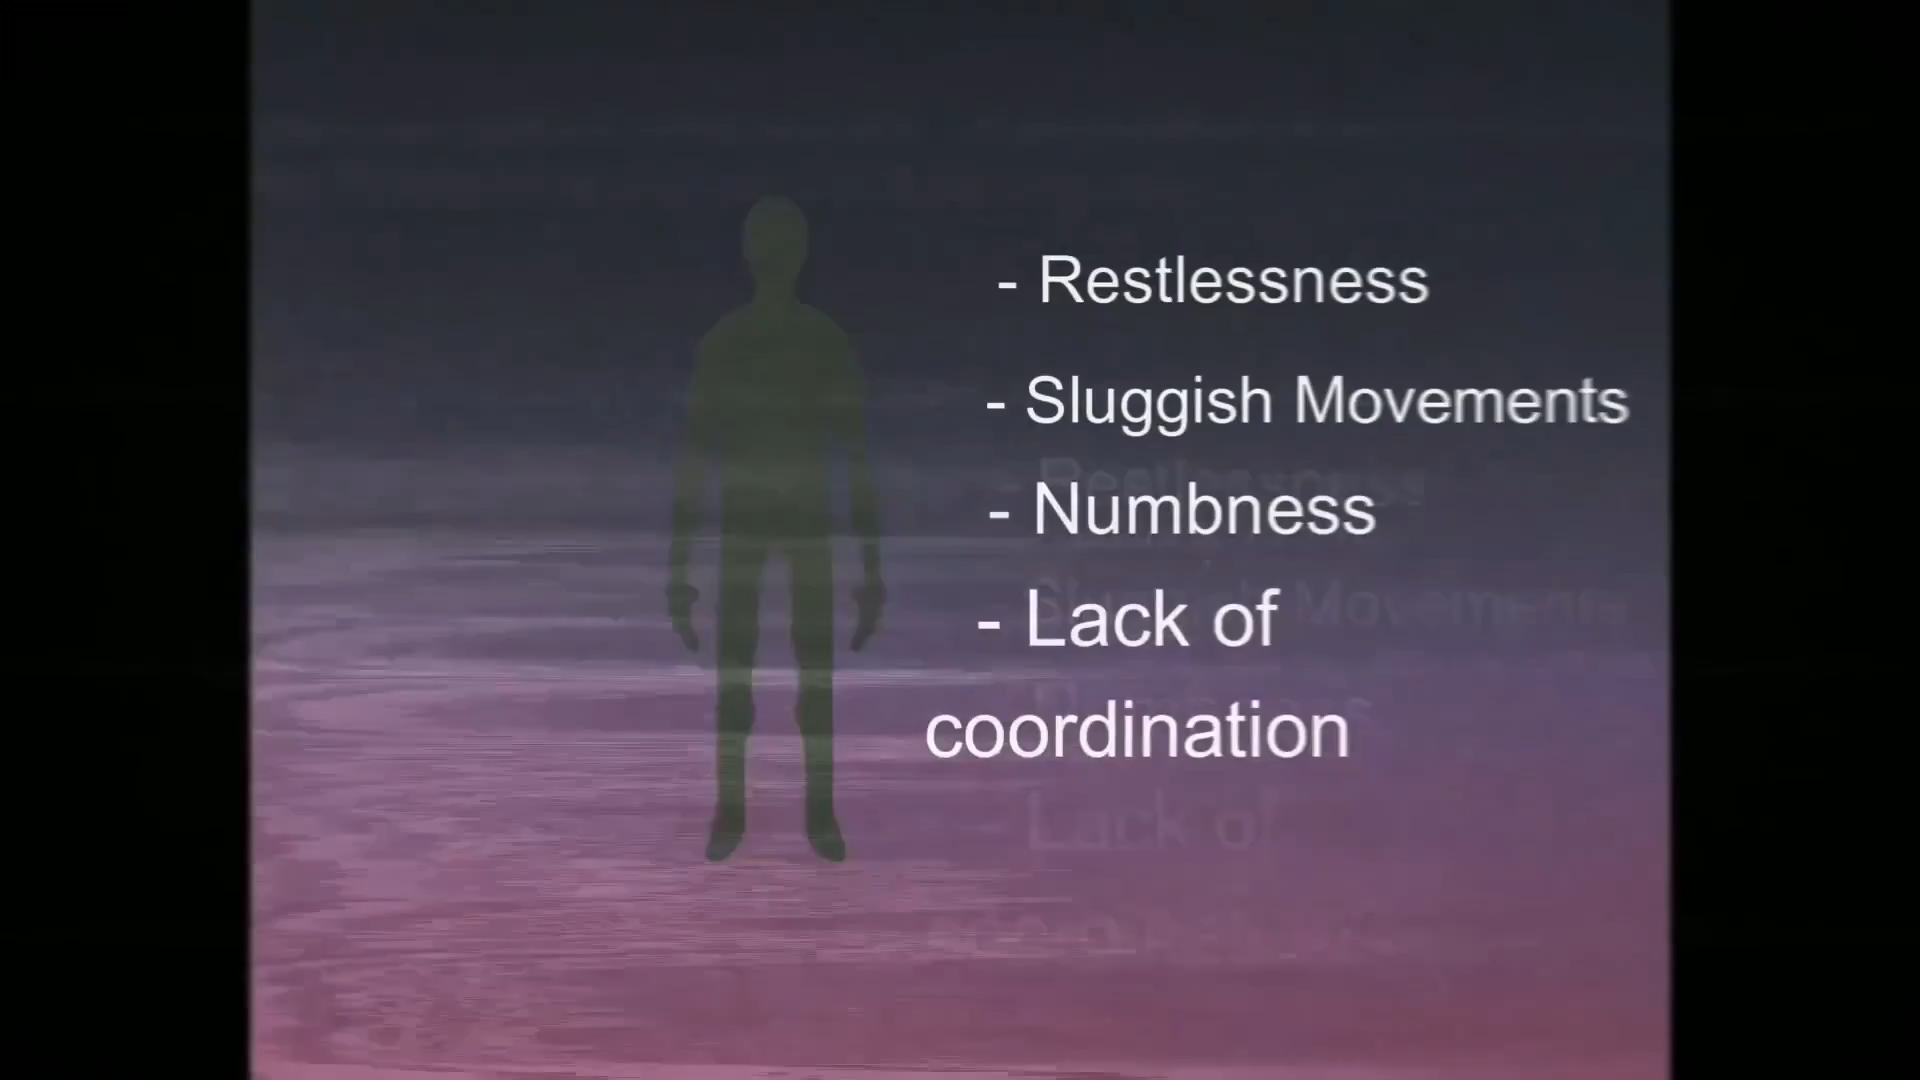 - Restlessness
- Sluggish Movements
- Numbness
- Lack of
coordination